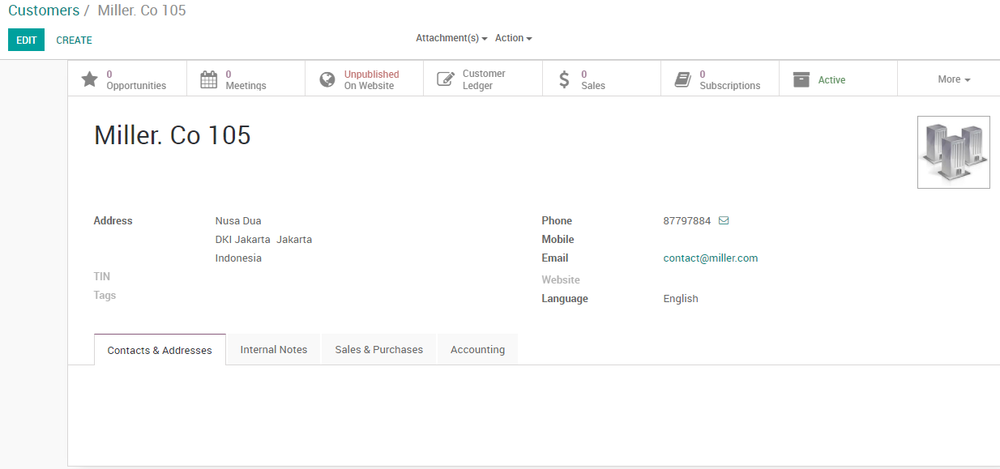 Customers / Miller. Co 105
EDIT CREATE Attachment(s) Action
0 Opportunities
0 Meetings
Unpublished On Website
Customer Ledger
0 Sales
0 Subscriptions
Active
More
Miller. Co 105
Address Nusa Dua
DKI Jakarta Jakarta
Indonesia
TIN
Tags
Phone 87797884
Mobile
Email contact@miller.com
Website
Language English
Contacts & Addresses Internal Notes Sales & Purchases Accounting